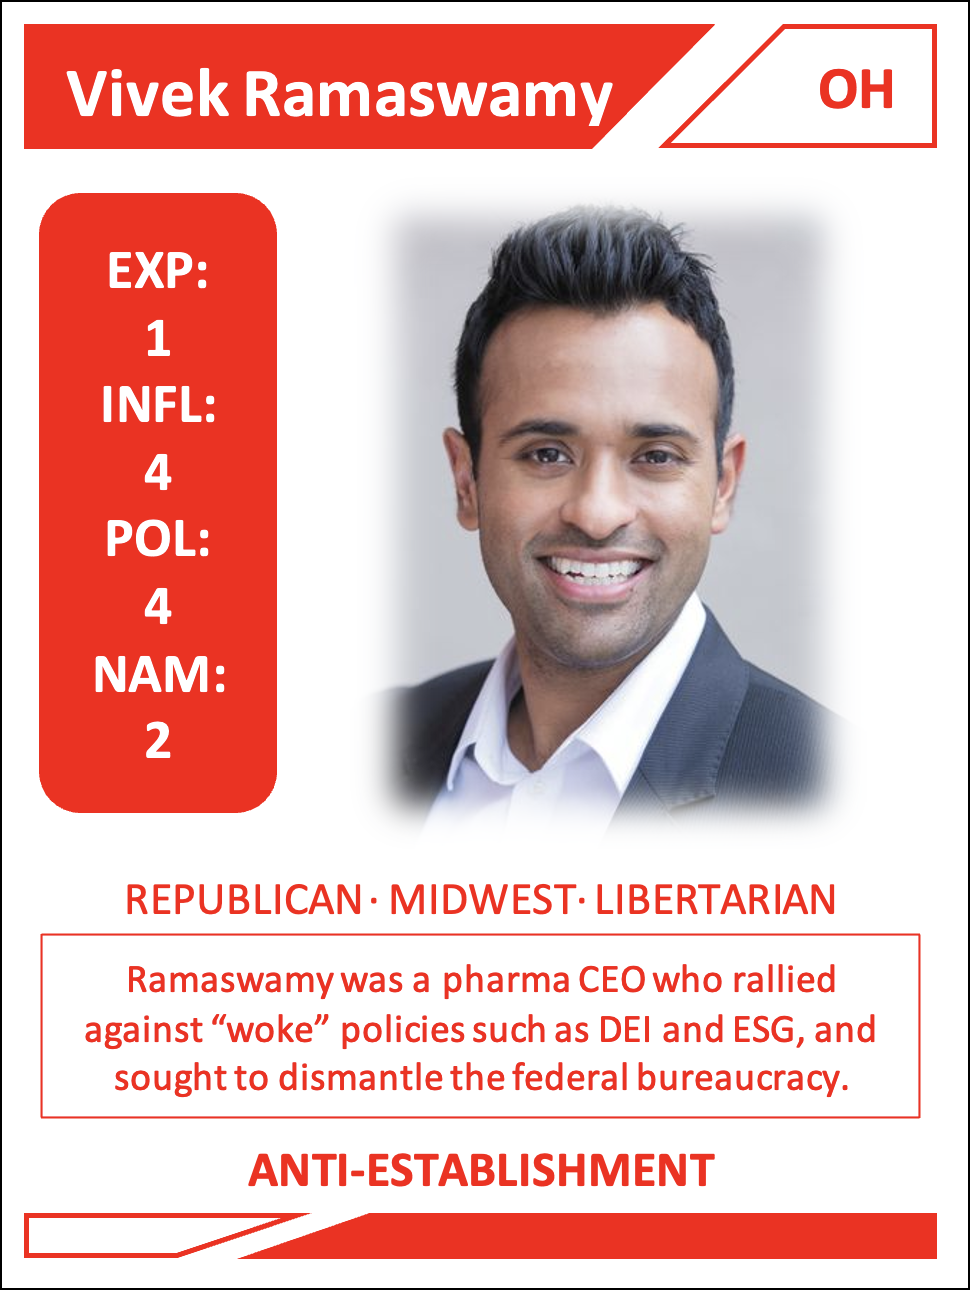 Vivek Ramaswamy
OH
EXP:
1
INFL:
4
POL:
4
NAM:
2
REPUBLICAN· MIDWEST· LIBERTARIAN
Ramaswamy was a pharma CEO who rallied
against “woke” policies such as DEI and ESG, and
sought to dismantle the federal bureaucracy.
ANTI-ESTABLISHMENT